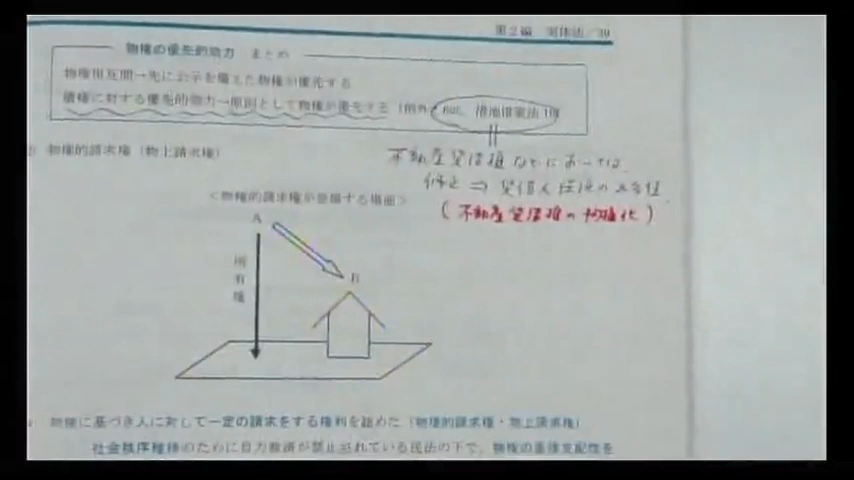 第2編 実体法／39
物権の優先的効力 まとめ
物権相互間→先に公示を備えた物権が優先する
債権に対する優先的効力→原則として物権が優先する（例外 605、借地借家法10）
物権的請求権（物上請求権）
不動産賃借権などにあっては、
修正 ⇒ 賃借人保護の必要性
（不動産賃借権の物権化）
＜物権的請求権が登場する場面＞
A
所有権
B
物権に基づき人に対して一定の請求をする権利を認めた（物権的請求権・物上請求権）
社会秩序維持のために自力救済が禁止されている民法の下で、物権の直接支配性を